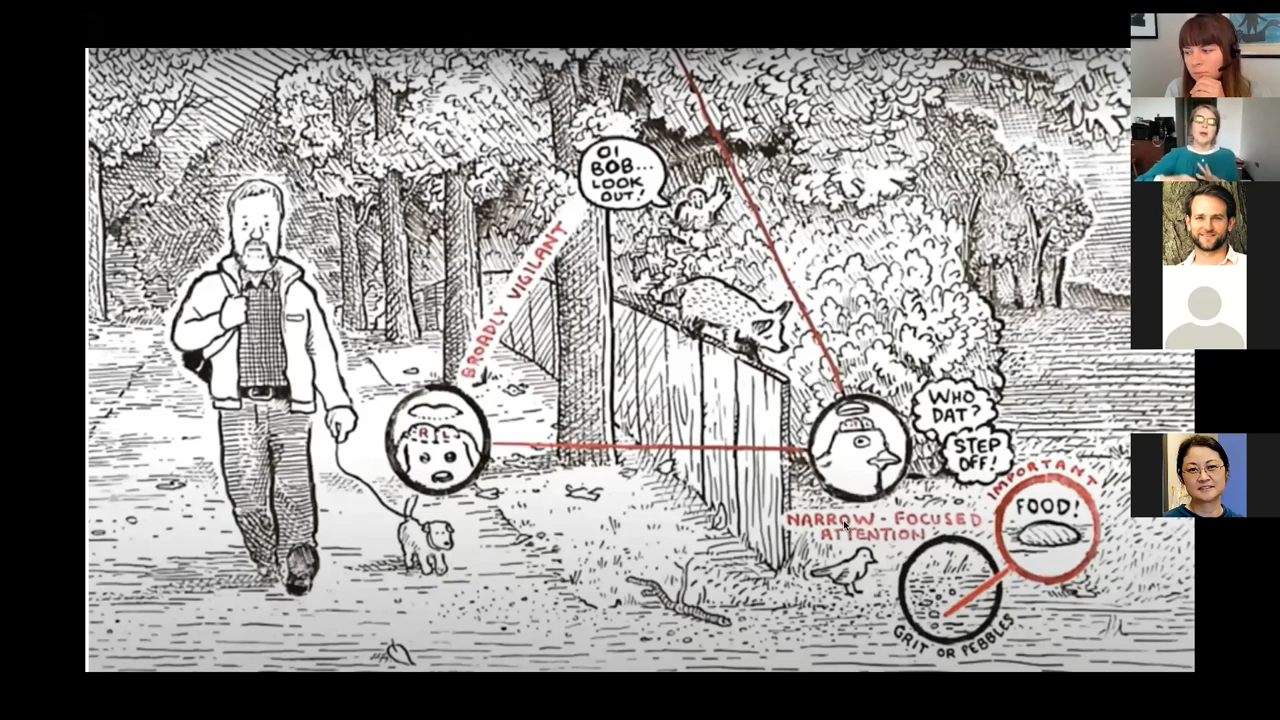 OI
BOB...
LOOK
OUT!
BROADLY VIGILANT
R L
WHO
DAT?
STEP
OFF!
IMPORTANT
FOOD!
NARROW-FOCUSED
ATTENTION
GRIT OR PEBBLES